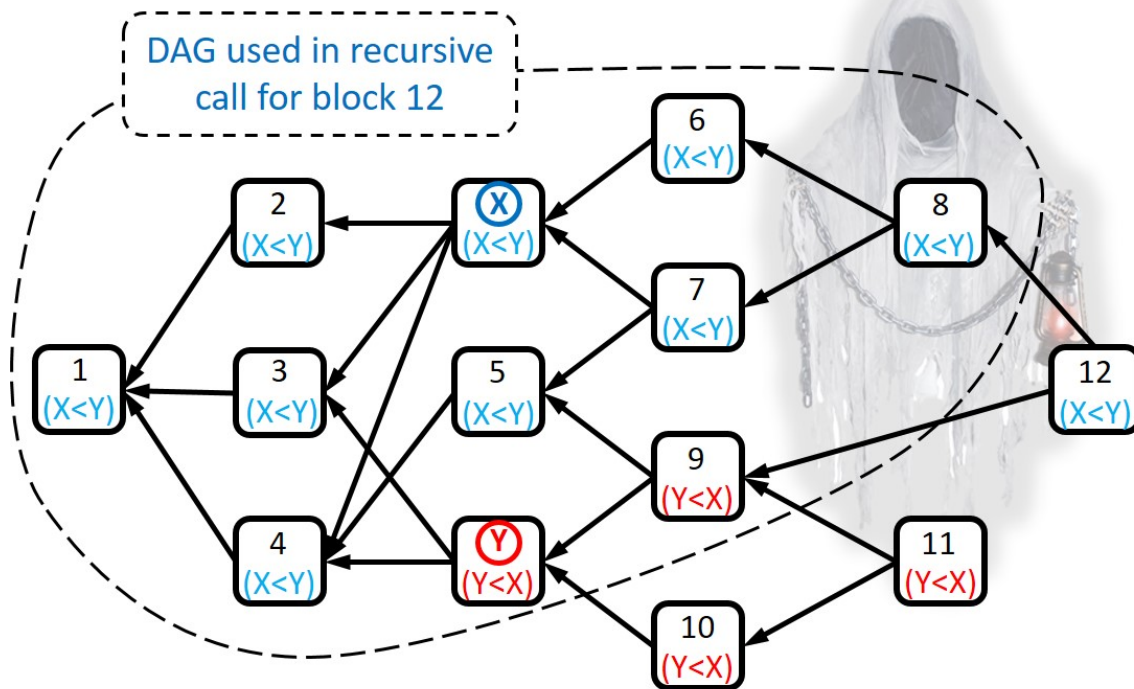 DAG used in recursive
call for block 12
6
(X<Y)
2
(X<Y)
X
(X<Y)
8
(X<Y)
7
(X<Y)
1
(X<Y)
3
(X<Y)
5
(X<Y)
12
(X<Y)
9
(Y<X)
4
(X<Y)
Y
(Y<X)
11
(Y<X)
10
(Y<X)